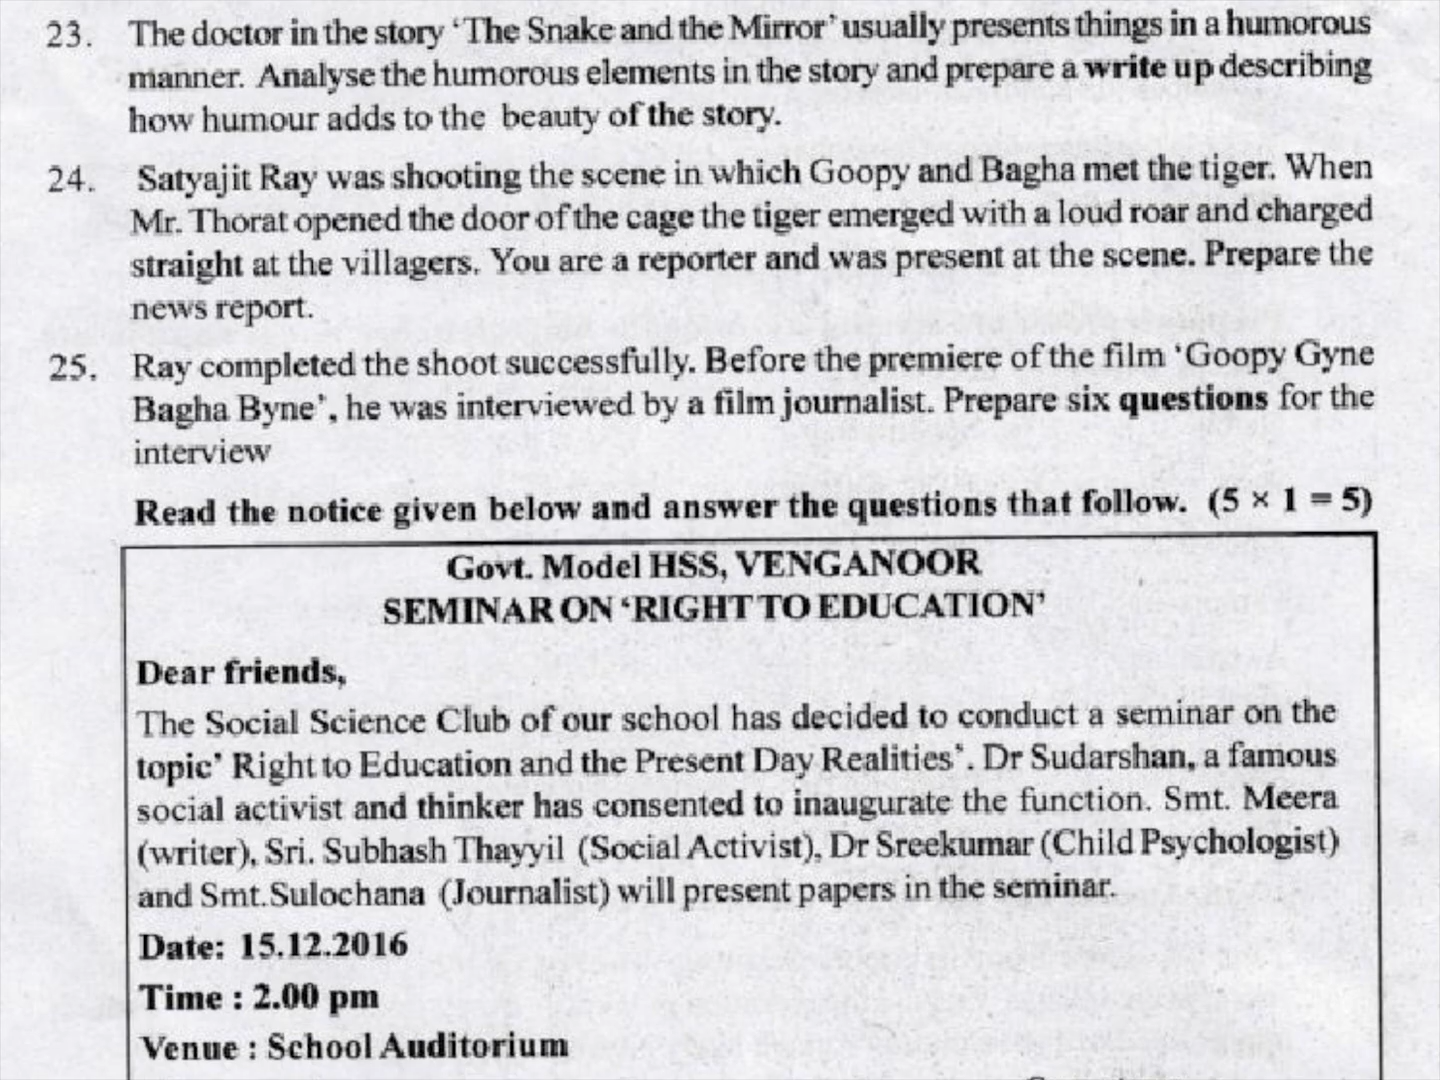 23. The doctor in the story ‘The Snake and the Mirror’ usually presents things in a humorous
manner. Analyse the humorous elements in the story and prepare a write up describing
how humour adds to the beauty of the story.
24. Satyajit Ray was shooting the scene in which Goopy and Bagha met the tiger. When
Mr. Thorat opened the door of the cage the tiger emerged with a loud roar and charged
straight at the villagers. You are a reporter and was present at the scene. Prepare the
news report.
25. Ray completed the shoot successfully. Before the premiere of the film ‘Goopy Gyne
Bagha Byne’, he was interviewed by a film journalist. Prepare six questions for the
interview
Read the notice given below and answer the questions that follow. (5 × 1 = 5)
Govt. Model HSS, VENGANOOR
SEMINAR ON ‘RIGHT TO EDUCATION’
Dear friends,
The Social Science Club of our school has decided to conduct a seminar on the
topic’ Right to Education and the Present Day Realities‘. Dr Sudarshan, a famous
social activist and thinker has consented to inaugurate the function. Smt. Meera
(writer), Sri. Subhash Thayyil (Social Activist), Dr Sreekumar (Child Psychologist)
and Smt.Sulochana (Journalist) will present papers in the seminar.
Date: 15.12.2016
Time : 2.00 pm
Venue : School Auditorium